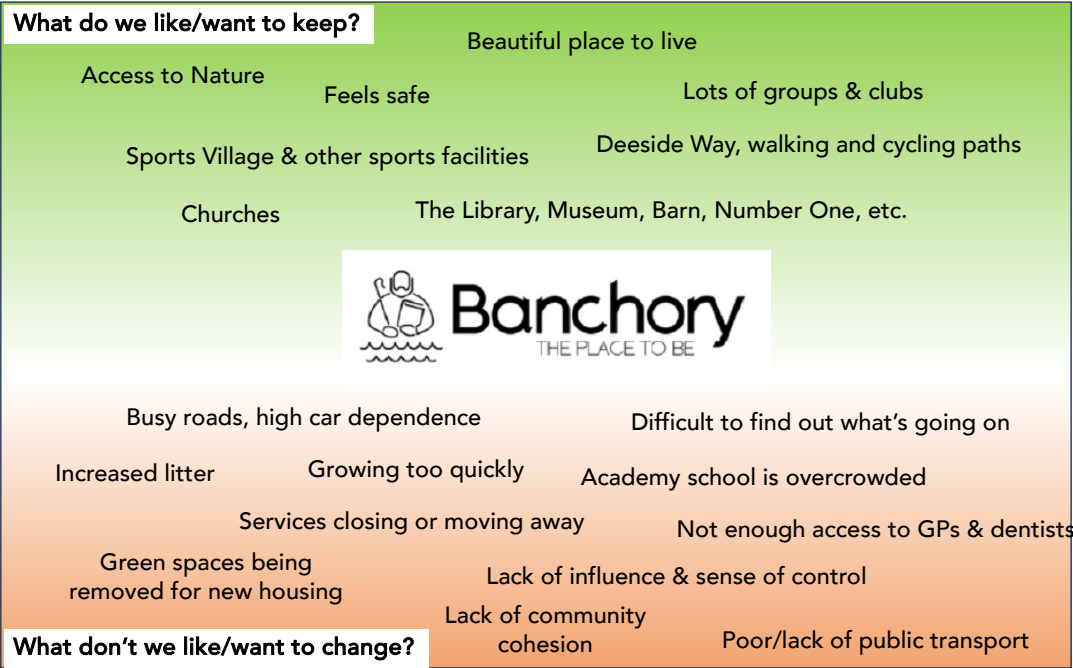 What do we like/want to keep?
Beautiful place to live
Access to Nature
Feels safe
Lots of groups & clubs
Sports Village & other sports facilities
Deeside Way, walking and cycling paths
Churches
The Library, Museum, Barn, Number One, etc.
Banchory
THE PLACE TO BE
Busy roads, high car dependence
Difficult to find out what’s going on
Increased litter
Growing too quickly
Academy school is overcrowded
Services closing or moving away
Not enough access to GPs & dentists
Green spaces being
removed for new housing
Lack of influence & sense of control
Lack of community
cohesion
Poor/lack of public transport
What don’t we like/want to change?